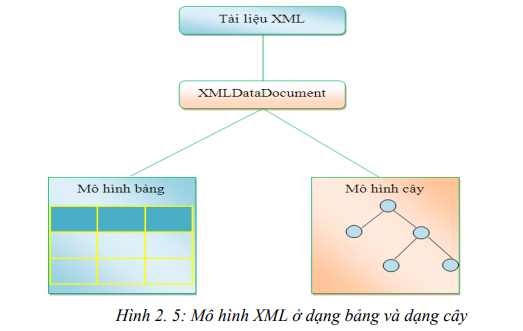 Tài liệu XML
XMLDataDocument
Mô hình bảng
Mô hình cây
Hình 2. 5: Mô hình XML ở dạng bảng và dạng cây